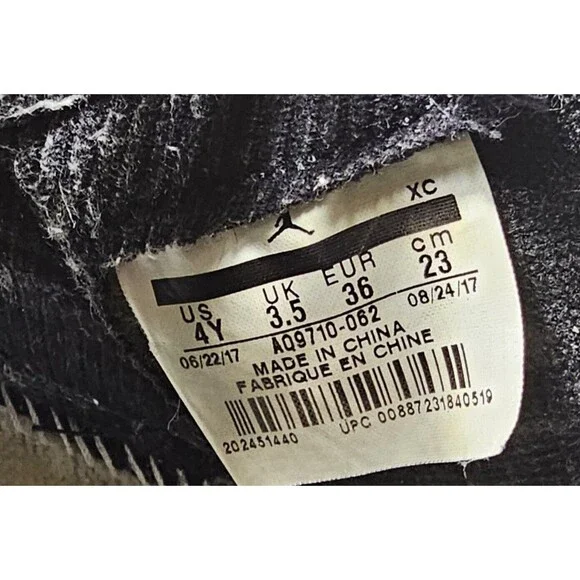 XC
US UK EUR cm
4Y 3.5 36 23
06/22/17 AQ9710-062 08/24/17
MADE IN CHINA
FABRIQUE EN CHINE
202451440 UPC 00887231840519